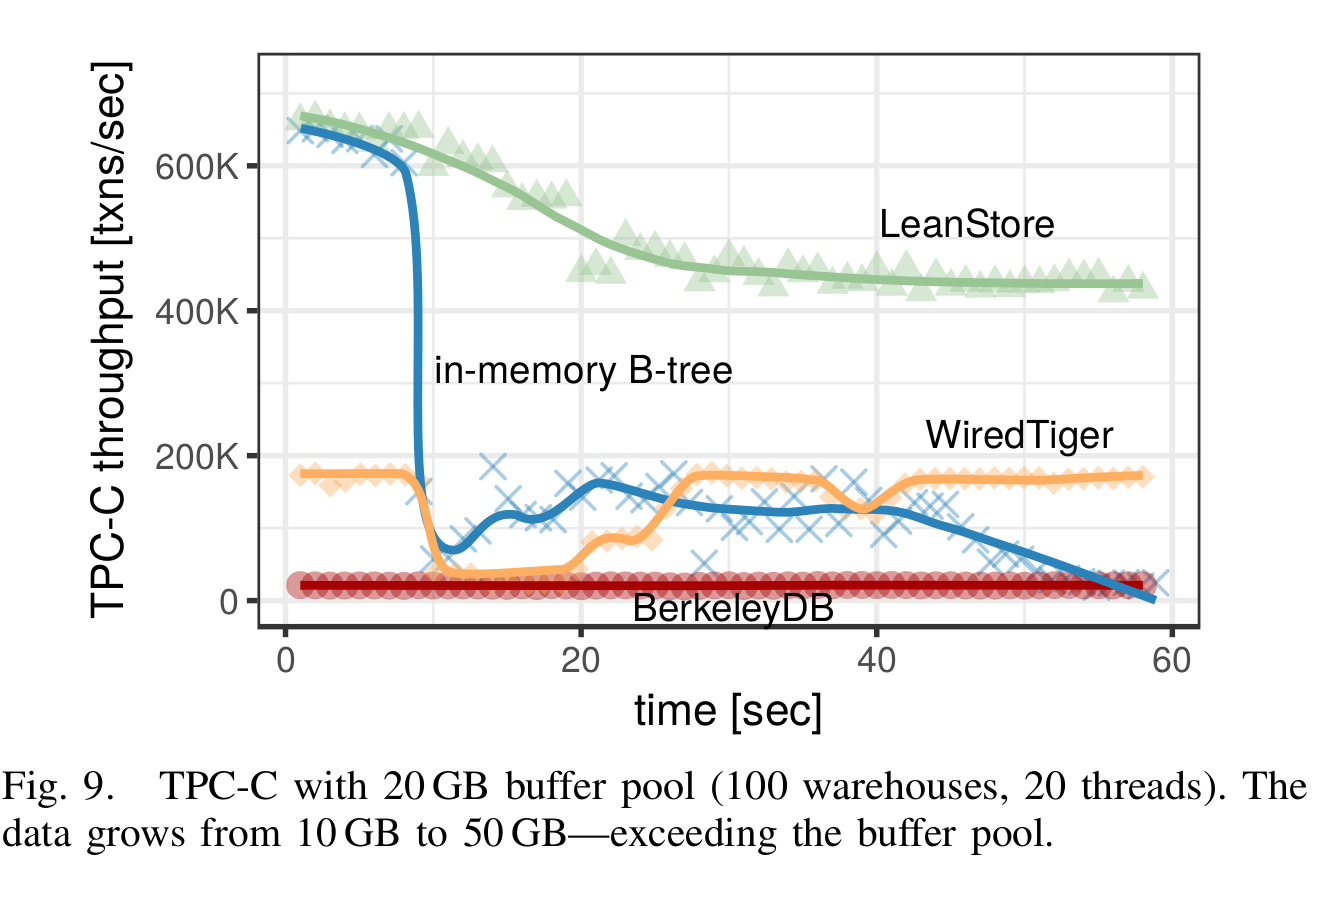 TPC-C throughput [txns/sec]
600K
400K
200K
0
LeanStore
in-memory B-tree
WiredTiger
BerkeleyDB
0 20 40 60
time [sec]
Fig. 9. TPC-C with 20 GB buffer pool (100 warehouses, 20 threads). The
data grows from 10 GB to 50 GB—exceeding the buffer pool.